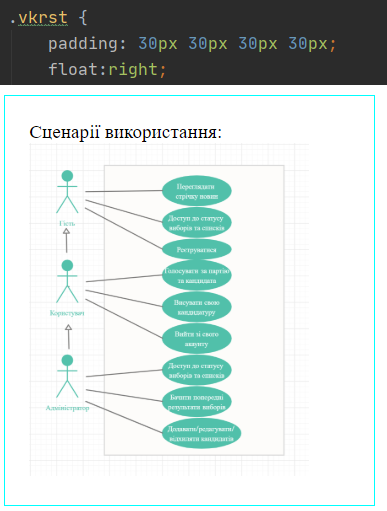 .vkrst {
padding: 30px 30px 30px 30px;
float:right;
Сценарії використання:
Гість
Користувач
Адміністратор
Переглядати
стрічку новин
Доступ до статусу
виборів та списків
Реєструватися
Голосувати за партію
та кандидата
Висувати свою
кандидатуру
Вийти зі свого
акаунту
Доступ до статусу
виборів та списків
Бачити попередні
результати виборів
Додавати/редагувати/
відхиляти кандидатів